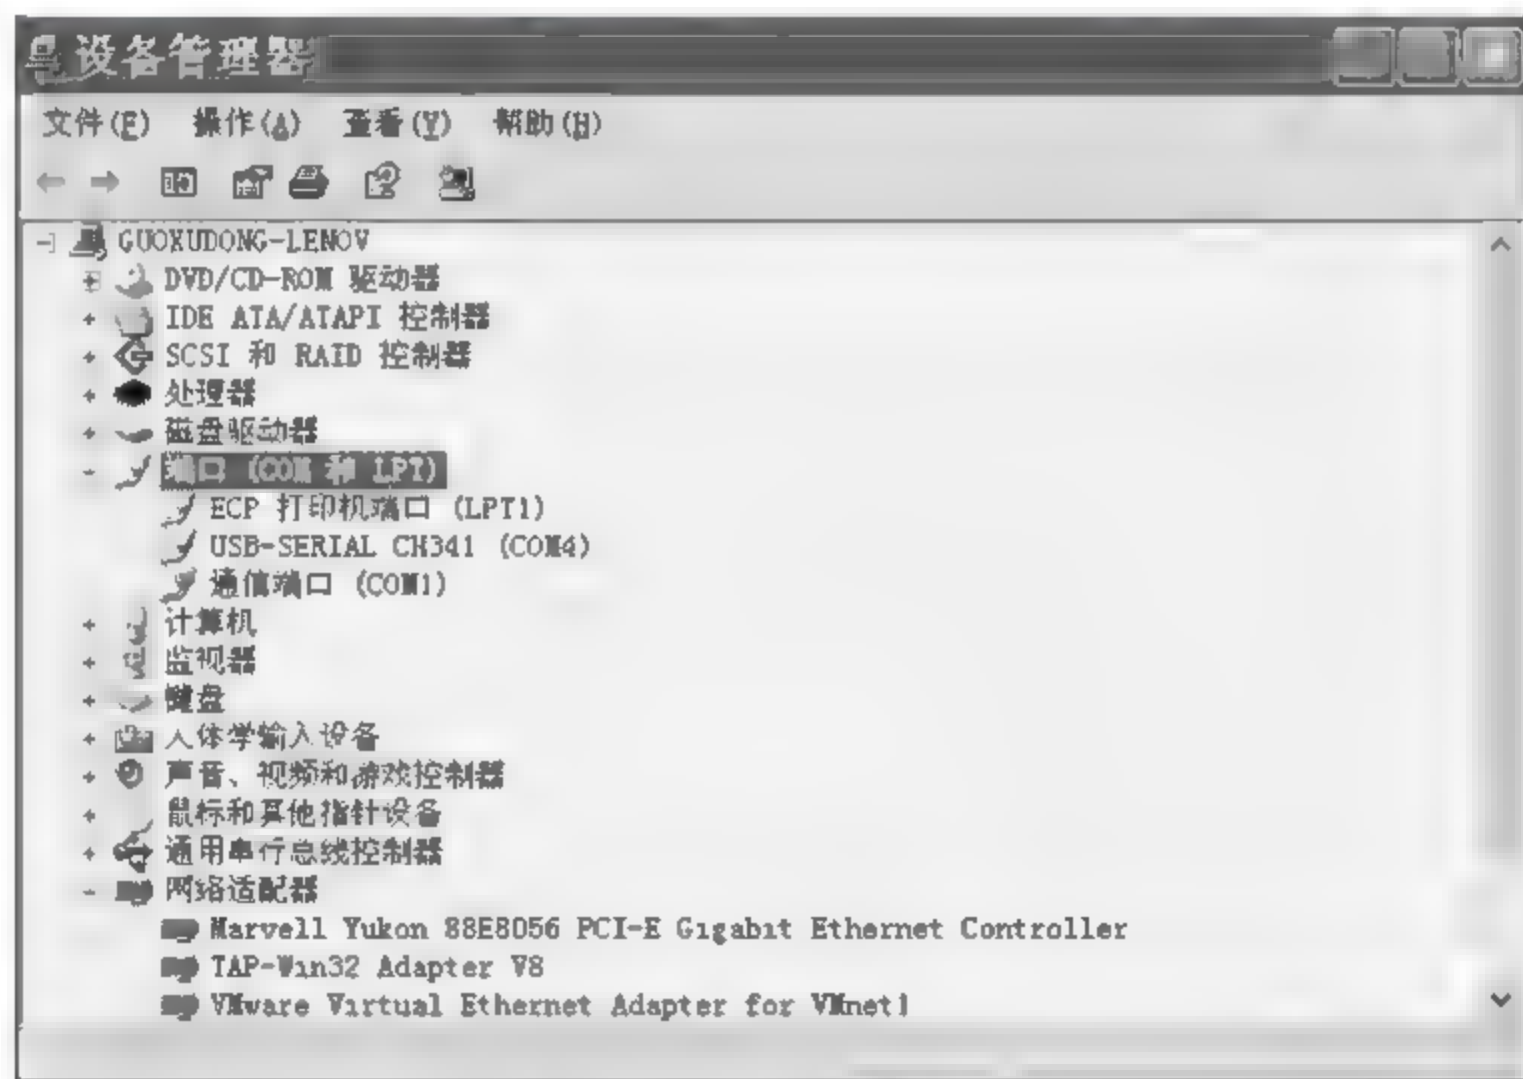 设备管理器
文件(F) 操作(A) 查看(V) 帮助(H)
GUOXUDONG-LENOV
DVD/CD-ROM 驱动器
IDE ATA/ATAPI 控制器
SCSI 和 RAID 控制器
处理器
磁盘驱动器
端口 (COM 和 LPT)
ECP 打印机端口 (LPT1)
USB-SERIAL CH341 (COM4)
通信端口 (COM1)
计算机
监视器
键盘
人体学输入设备
声音、视频和游戏控制器
鼠标和其他指针设备
通用串行总线控制器
网络适配器
Marvell Yukon 88E8056 PCI-E Gigabit Ethernet Controller
TAP-Win32 Adapter V8
VMware Virtual Ethernet Adapter for VMnet1